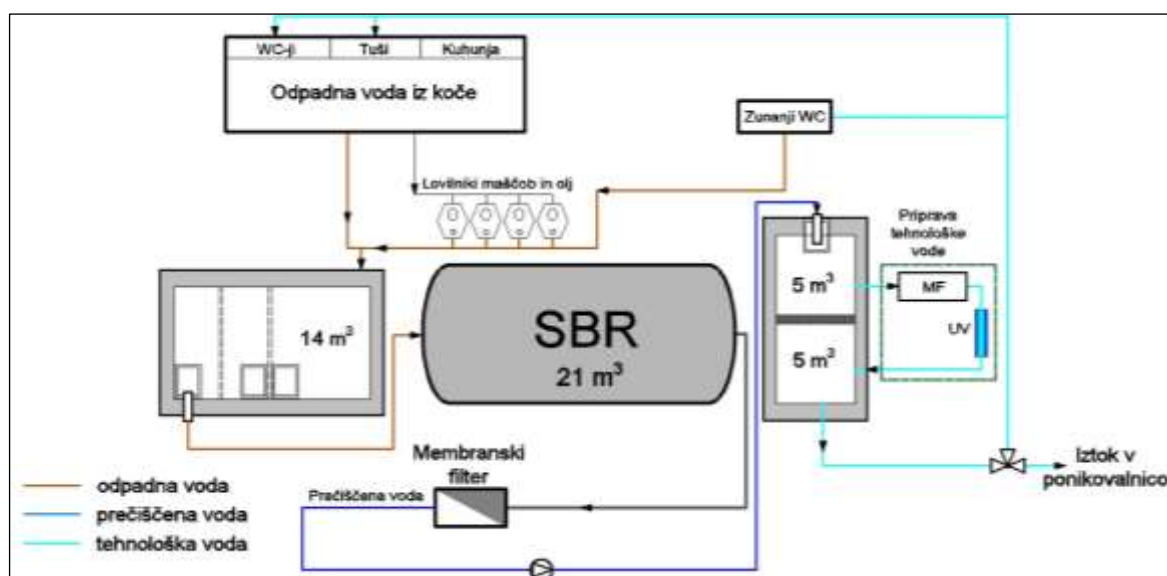 WC-ji Tuši Kuhunja
Odpadna voda iz koče
Zunanji WC
Lovilniki maščob in olj
Priprava
tehnološke
vode
MF
UV
5 m³
5 m³
14 m³
SBR
21 m³
Membranski
filter
Prečiščena voda
Iztok v
ponikovalnico
odpadna voda
prečiščena voda
tehnološka voda